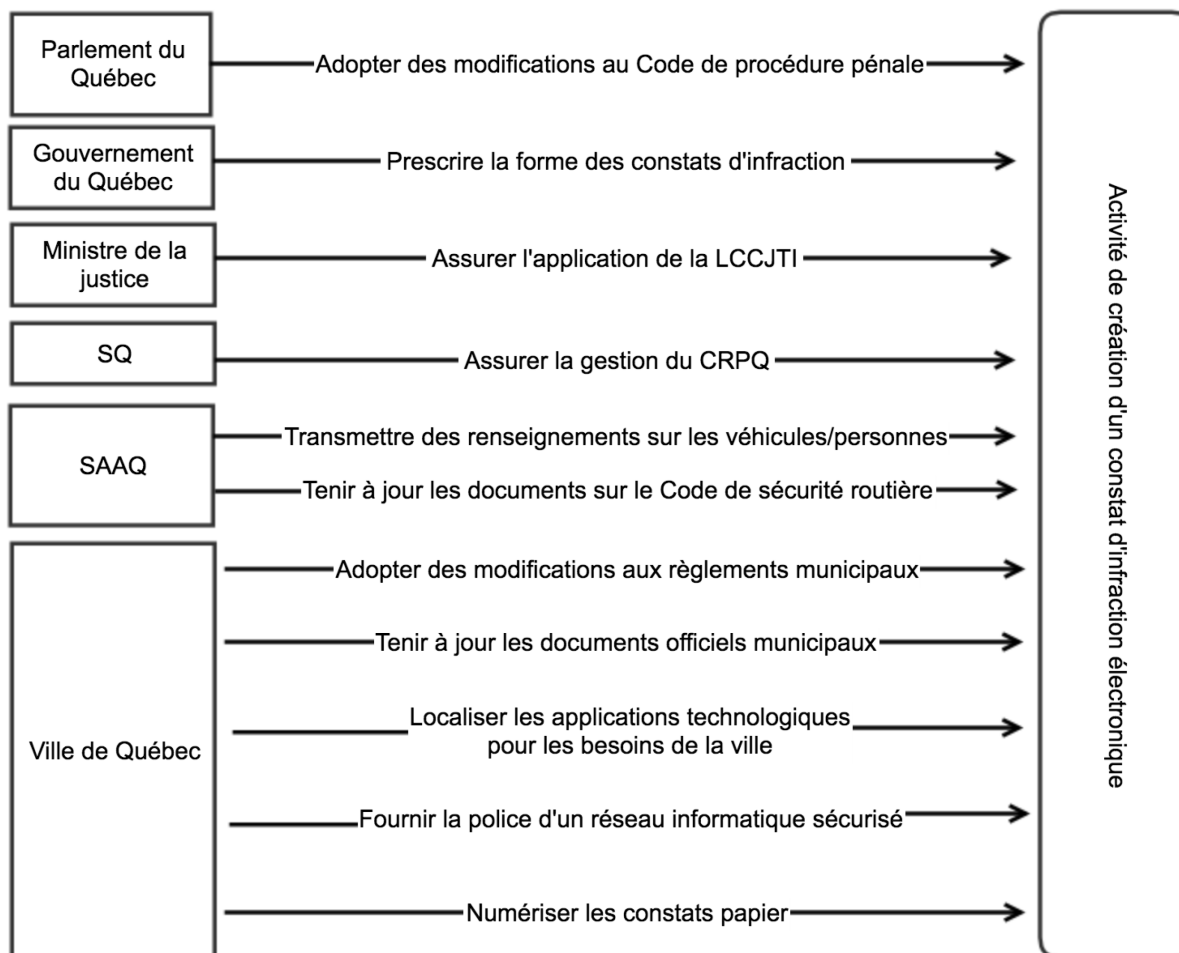 Parlement du
Québec
Adopter des modifications au Code de procédure pénale
Gouvernement
du Québec
Prescrire la forme des constats d'infraction
Ministre de la
justice
Assurer l'application de la LCCJTI
SQ
Assurer la gestion du CRPQ
SAAQ
Transmettre des renseignements sur les véhicules/personnes
Tenir à jour les documents sur le Code de sécurité routière
Ville de Québec
Adopter des modifications aux règlements municipaux
Tenir à jour les documents officiels municipaux
Localiser les applications technologiques
pour les besoins de la ville
Fournir la police d'un réseau informatique sécurisé
Numériser les constats papier
Activité de création d'un constat d'infraction électronique